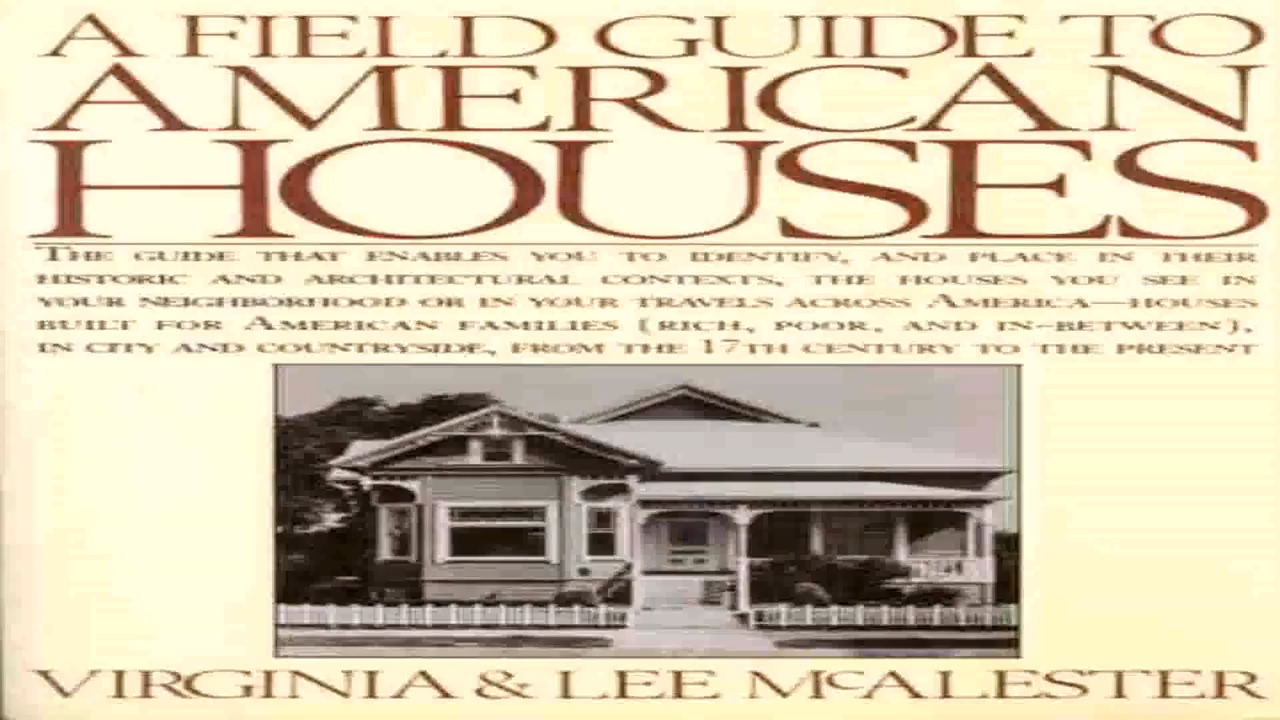 A FIELD GUIDE TO
AMERICAN
HOUSES
THE GUIDE THAT ENABLES YOU TO IDENTIFY, AND PLACE IN THEIR
HISTORIC AND ARCHITECTURAL CONTEXTS, THE HOUSES YOU SEE IN
YOUR NEIGHBORHOOD OR IN YOUR TRAVELS ACROSS AMERICA—HOUSES
BUILT FOR AMERICAN FAMILIES (RICH, POOR, AND IN-BETWEEN),
IN CITY AND COUNTRYSIDE, FROM THE 17TH CENTURY TO THE PRESENT
VIRGINIA & LEE McALESTER